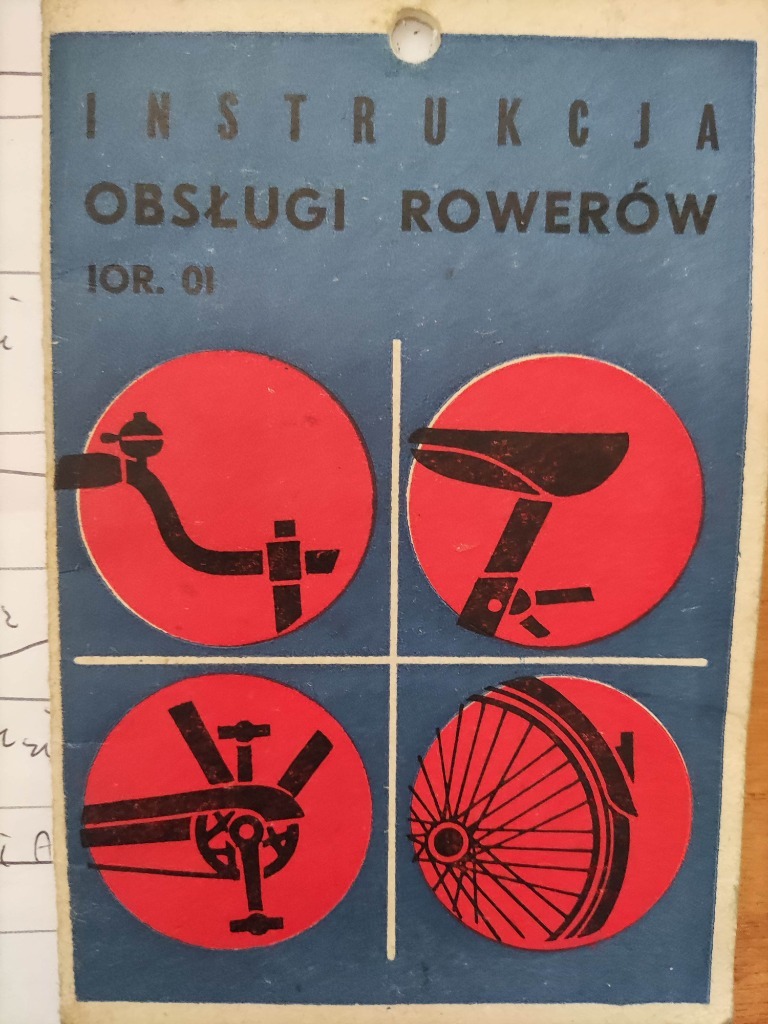 INSTRUKCJA
OBSŁUGI ROWERÓW
IOR. 01